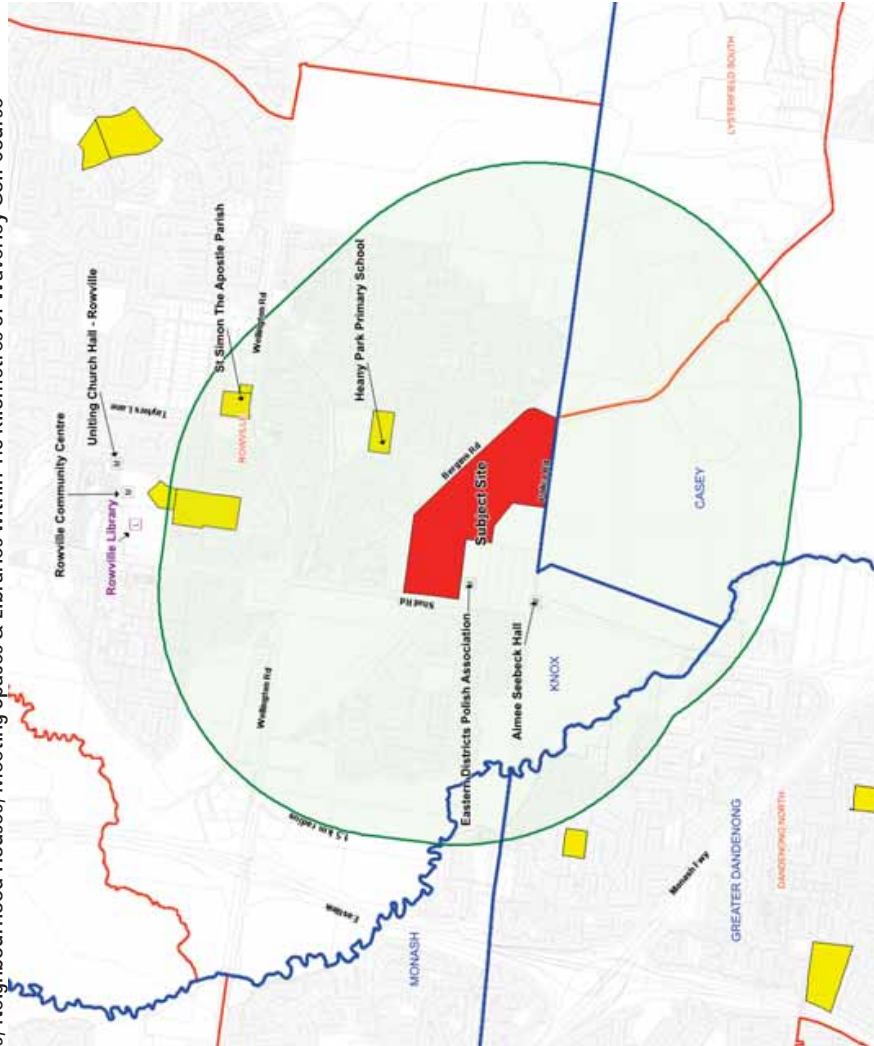 Neighbourhood Houses, Meeting Spaces & Libraries within 1.5 Kilometres of Waverley Golf Course
Rowville Community Centre
Uniting Church Hall - Rowville
Rowville Library
Taylors Lane
St Simon The Apostle Parish
ROWVILLE
Wellington Rd
Heany Park Primary School
LYSTERFIELD SOUTH
Bergins Rd
Subject Site
Stud Rd
Wellington Rd
Eastern Districts Polish Association
Aimee Seebeck Hall
KNOX
CASEY
1.5 km radius
Eastlink
MONASH
Monash Fwy
GREATER DANDENONG
DANDENONG NORTH